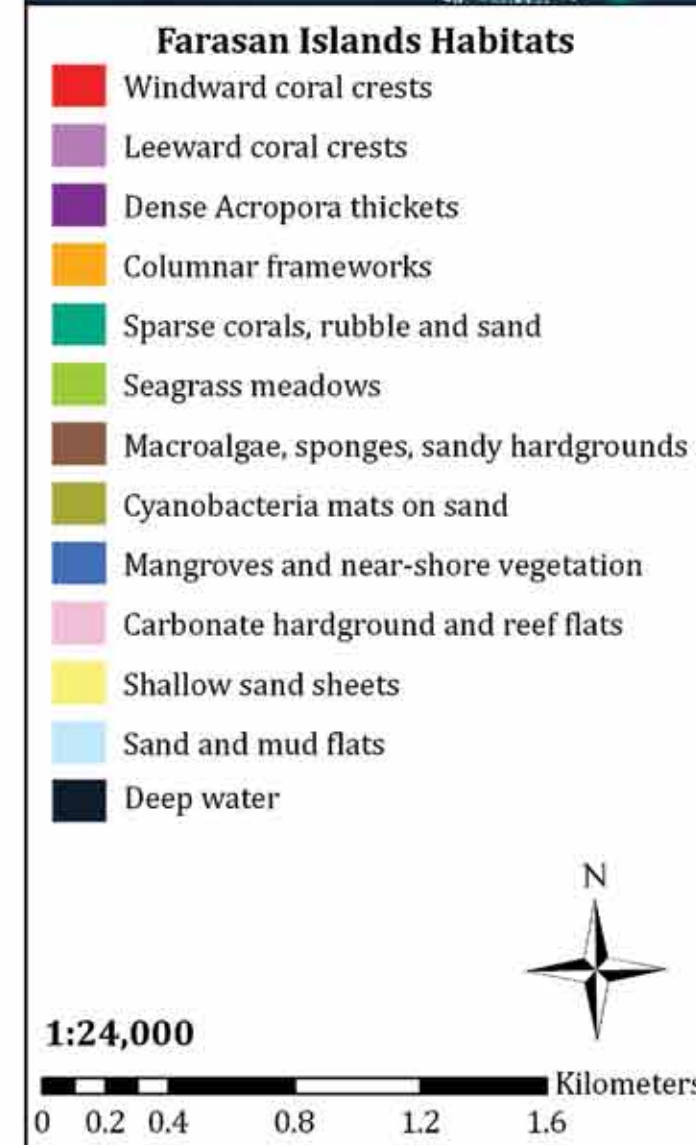 Farasan Islands Habitats
Windward coral crests
Leeward coral crests
Dense Acropora thickets
Columnar frameworks
Sparse corals, rubble and sand
Seagrass meadows
Macroalgae, sponges, sandy hardgrounds
Cyanobacteria mats on sand
Mangroves and near-shore vegetation
Carbonate hardground and reef flats
Shallow sand sheets
Sand and mud flats
Deep water
N
1:24,000
Kilometers
0 0.2 0.4 0.8 1.2 1.6